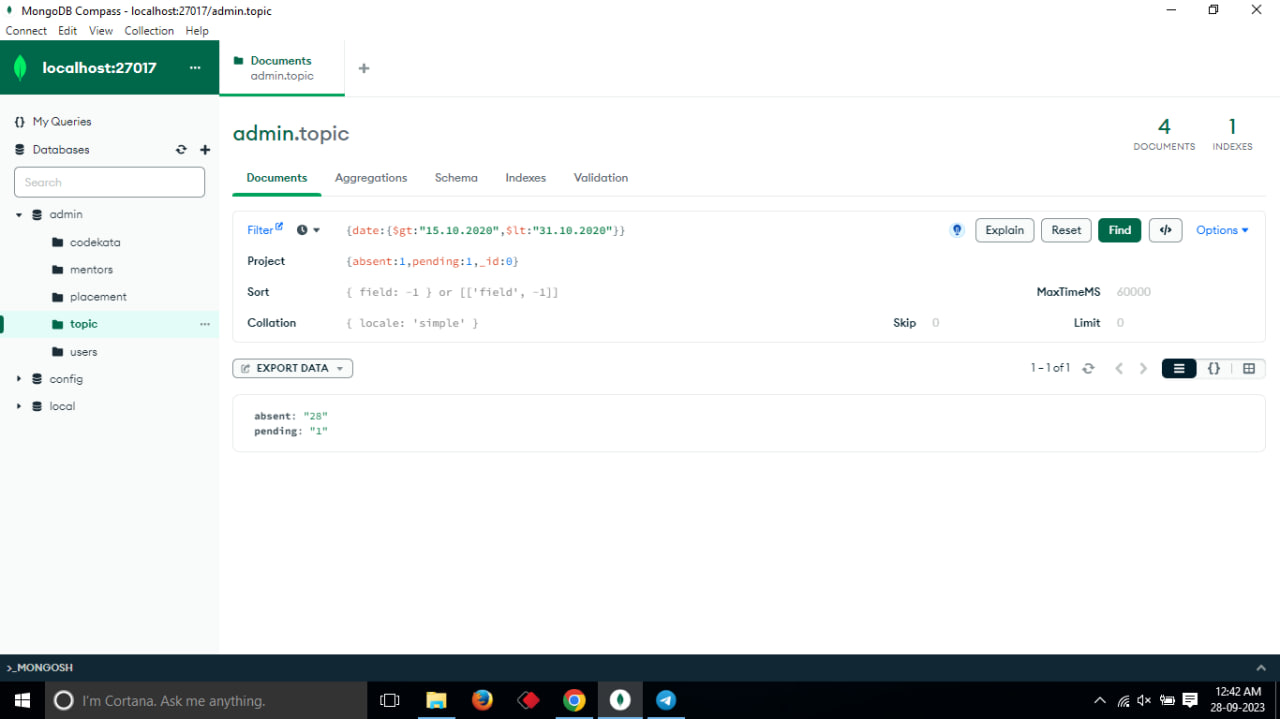 MongoDB Compass - localhost:27017/admin.topic
Connect Edit View Collection Help
localhost:27017 ...
Documents
admin.topic
+
{} My Queries
Databases
Search
admin
codekata
mentors
placement
topic ...
users
config
local
admin.topic
4
DOCUMENTS
1
INDEXES
Documents Aggregations Schema Indexes Validation
Filter {date:{$gt:"15.10.2020",$lt:"31.10.2020"}} Explain Reset Find </> Options
Project {absent:1,pending:1,_id:0}
Sort { field: -1 } or [['field', -1]] MaxTimeMS 60000
Collation { locale: 'simple' } Skip 0 Limit 0
EXPORT DATA 1 – 1 of 1 {}
absent: "28"
pending: "1"
>_MONGOSH
I'm Cortana. Ask me anything.
12:42 AM
28-09-2023